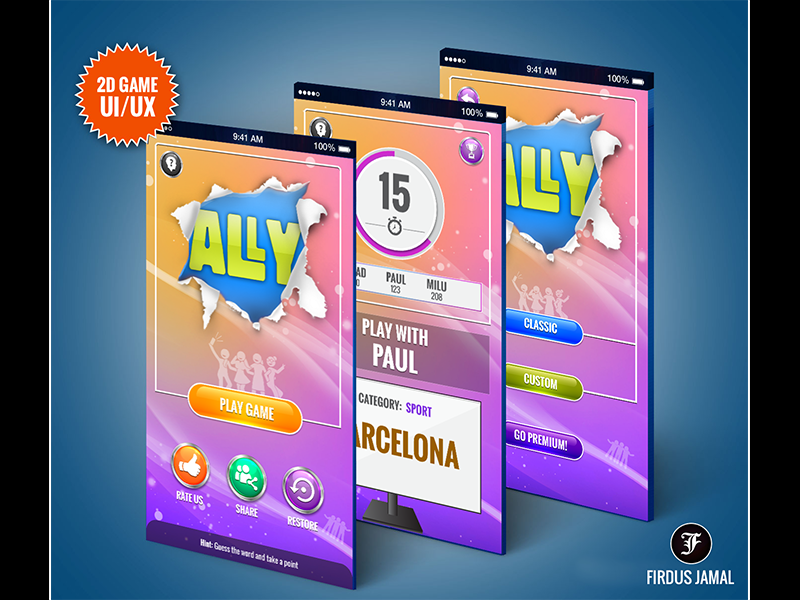 2D GAME
UI/UX
9:41 AM
100%
?
ALLY
PLAY GAME
RATE US
SHARE
RESTORE
Hint: Guess the word and take a point
9:41 AM
100%
?
15
PAUL
123
MILU
208
PLAY WITH
PAUL
CATEGORY: SPORT
ARCELONA
9:41 AM
100%
ALLY
CLASSIC
CUSTOM
GO PREMIUM!
F
FIRDUS JAMAL